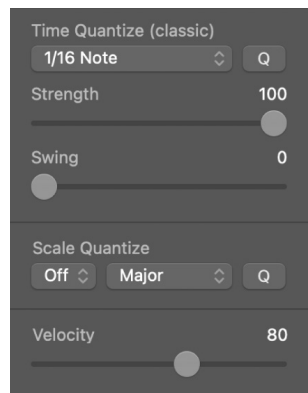 Time Quantize (classic)
1/16 Note Q
Strength 100
Swing 0
Scale Quantize
Off Major Q
Velocity 80